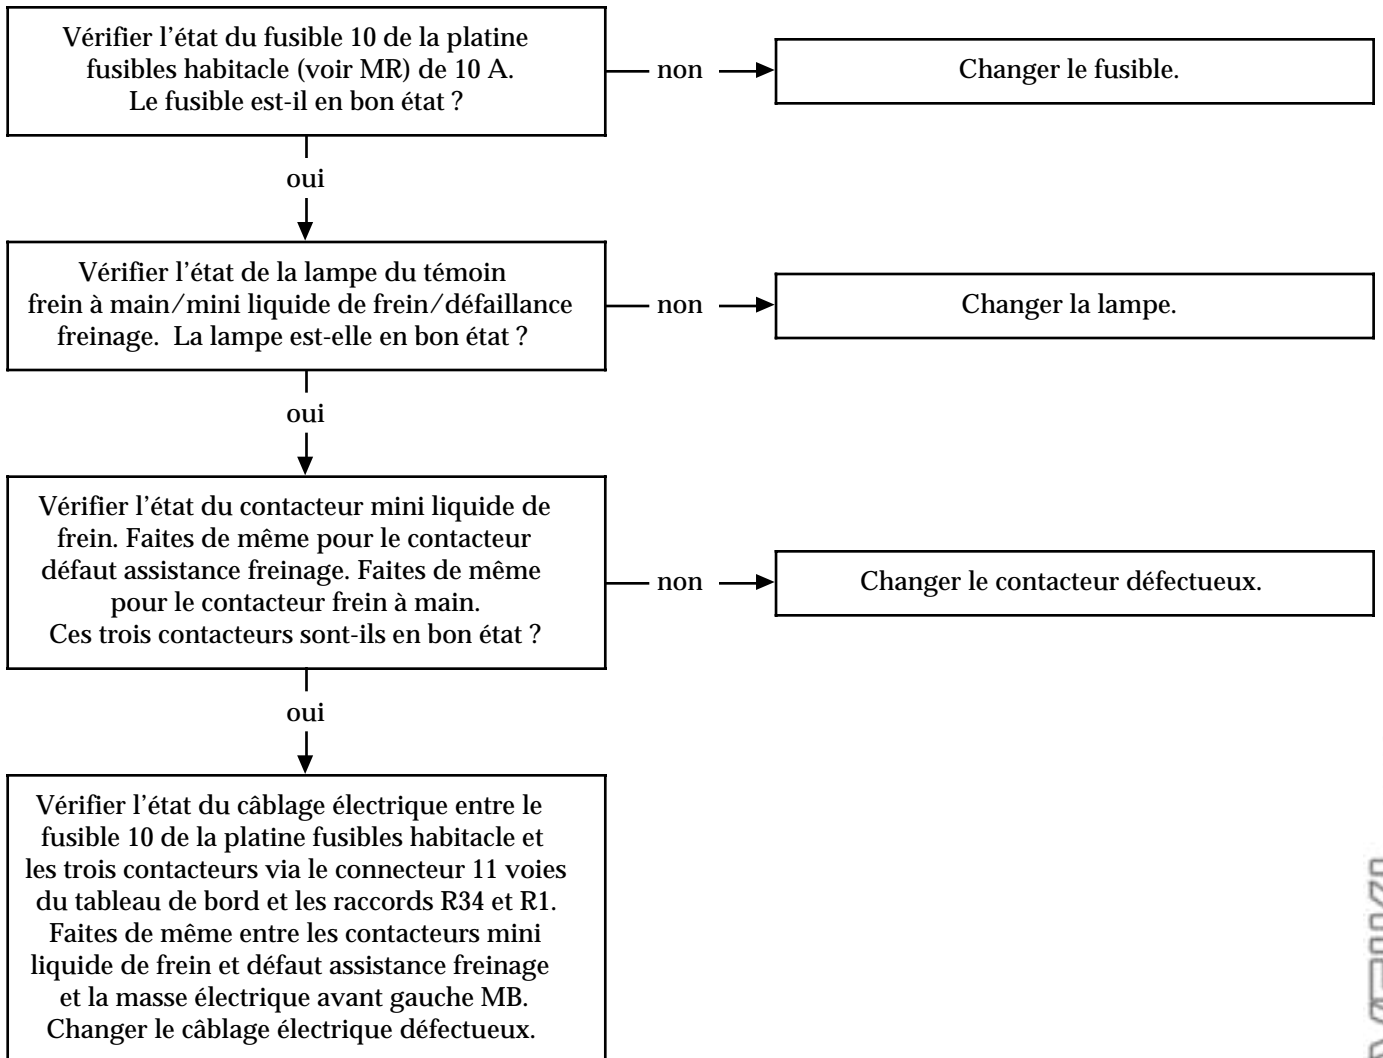 Vérifier l'état du fusible 10 de la platine
fusibles habitacle (voir MR) de 10 A.
Le fusible est-il en bon état ?
non
Changer le fusible.
oui
Vérifier l'état de la lampe du témoin
frein à main/mini liquide de frein/défaillance
freinage.  La lampe est-elle en bon état ?
non
Changer la lampe.
oui
Vérifier l'état du contacteur mini liquide de
frein. Faites de même pour le contacteur
défaut assistance freinage. Faites de même
pour le contacteur frein à main.
Ces trois contacteurs sont-ils en bon état ?
non
Changer le contacteur défectueux.
oui
Vérifier l'état du câblage électrique entre le
fusible 10 de la platine fusibles habitacle et
les trois contacteurs via le connecteur 11 voies
du tableau de bord et les raccords R34 et R1.
Faites de même entre les contacteurs mini
liquide de frein et défaut assistance freinage
et la masse électrique avant gauche MB.
Changer le câblage électrique défectueux.